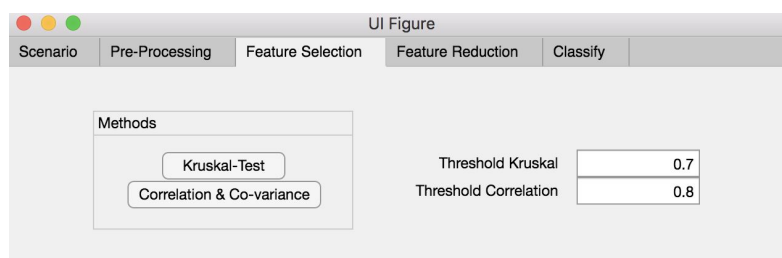 UI Figure
Scenario
Pre-Processing
Feature Selection
Feature Reduction
Classify
Methods
Kruskal-Test
Correlation & Co-variance
Threshold Kruskal 0.7
Threshold Correlation 0.8